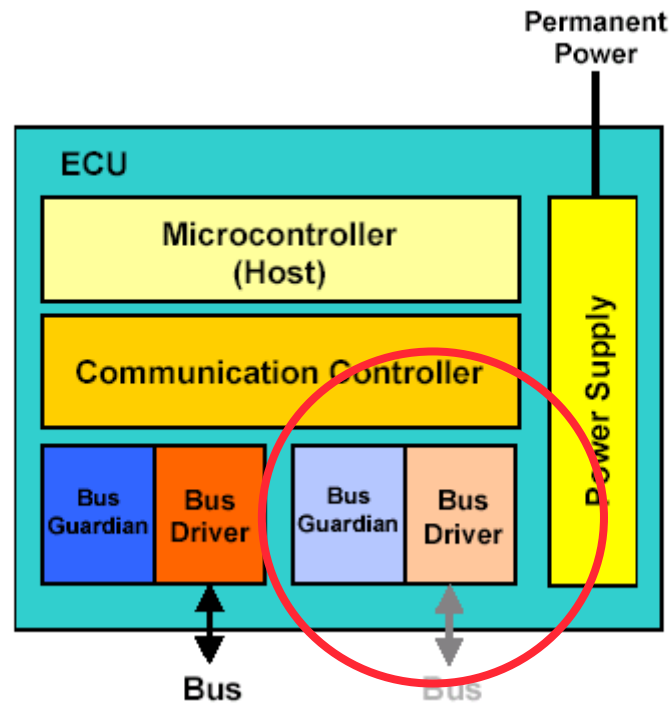 Permanent
Power
ECU
Microcontroller
(Host)
Communication Controller
Power Supply
Bus
Guardian
Bus
Driver
Bus
Guardian
Bus
Driver
Bus
Bus